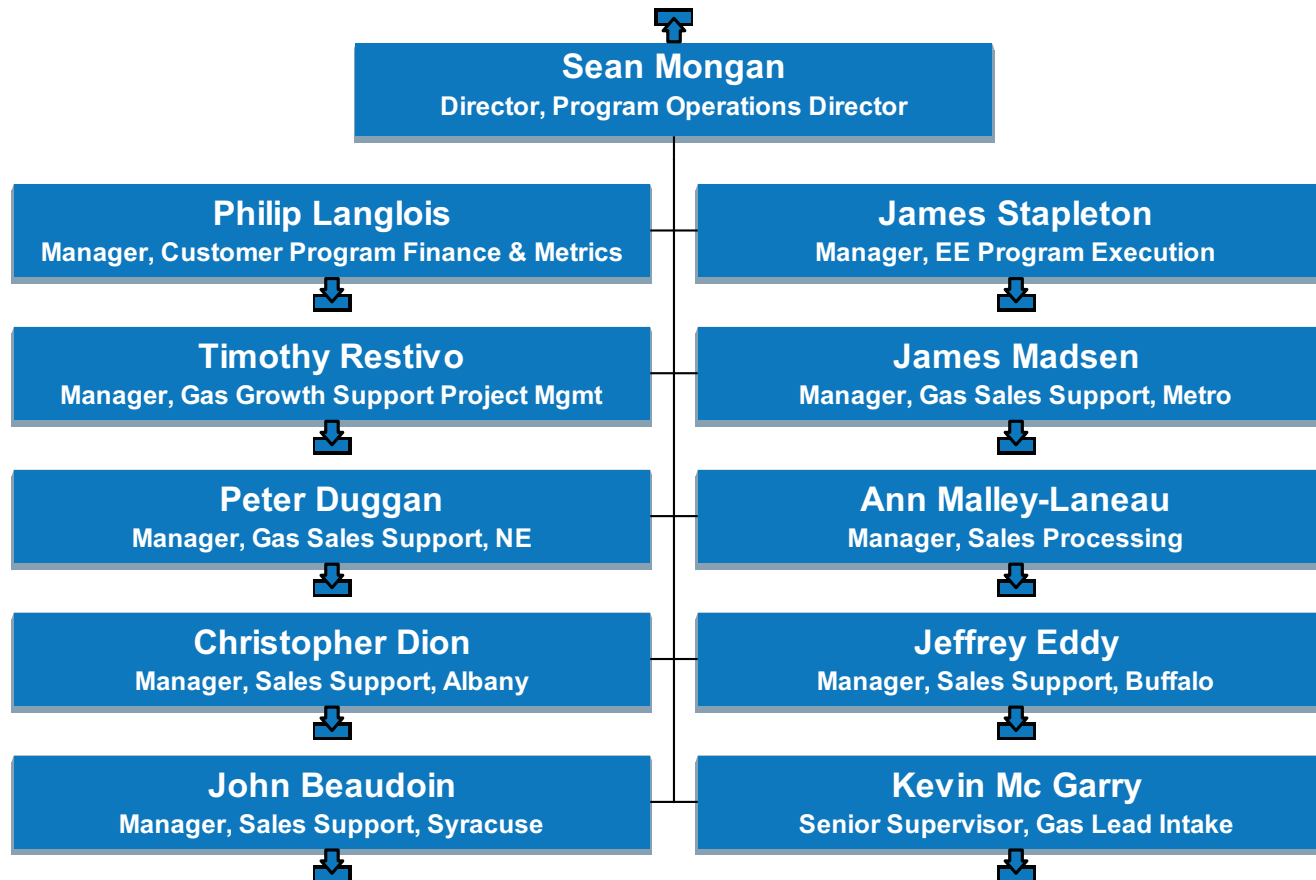 Sean Mongan
Director, Program Operations Director
Philip Langlois
Manager, Customer Program Finance & Metrics
James Stapleton
Manager, EE Program Execution
Timothy Restivo
Manager, Gas Growth Support Project Mgmt
James Madsen
Manager, Gas Sales Support, Metro
Peter Duggan
Manager, Gas Sales Support, NE
Ann Malley-Laneau
Manager, Sales Processing
Christopher Dion
Manager, Sales Support, Albany
Jeffrey Eddy
Manager, Sales Support, Buffalo
John Beaudoin
Manager, Sales Support, Syracuse
Kevin Mc Garry
Senior Supervisor, Gas Lead Intake